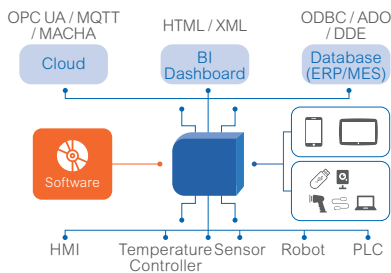 OPC UA / MQTT
/ MACHA
HTML / XML
ODBC / ADO
/ DDE
Cloud
BI
Dashboard
Database
(ERP/MES)
Software
HMI
Temperature
Controller
Sensor
Robot
PLC